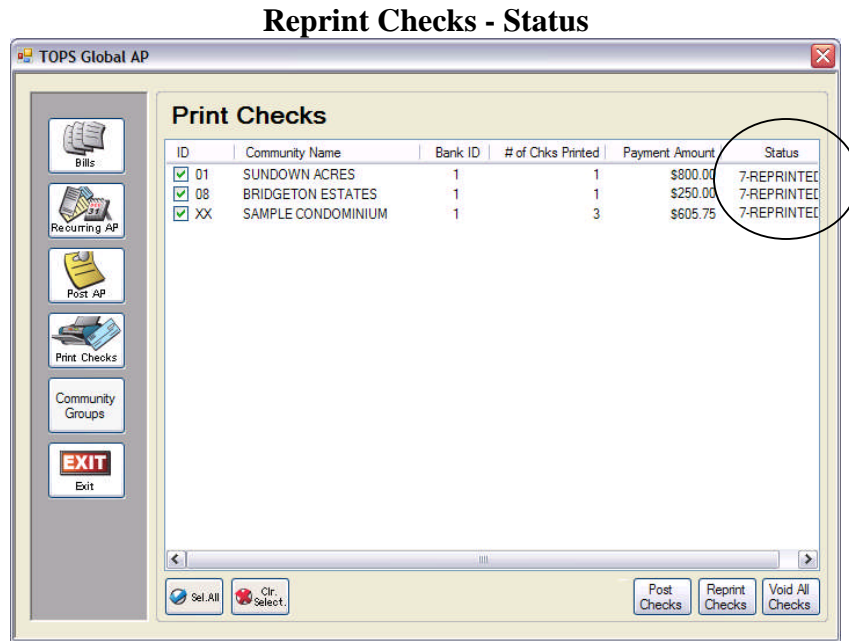 Reprint Checks - Status
TOPS Global AP
Print Checks
ID Community Name Bank ID # of Chks Printed Payment Amount Status
01 SUNDOWN ACRES 1 1 $800.00 7-REPRINTED
08 BRIDGETON ESTATES 1 1 $250.00 7-REPRINTED
XX SAMPLE CONDOMINIUM 1 3 $605.75 7-REPRINTED
Bills
31
Recurring AP
Post AP
Print Checks
Community
Groups
EXIT
Exit
Sel.All
Clr.
Select.
Post
Checks
Reprint
Checks
Void All
Checks